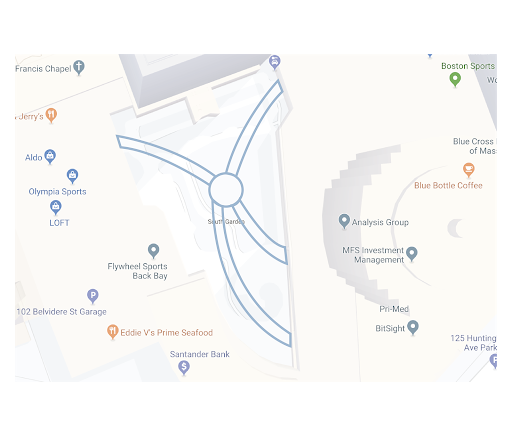 Boston Sports
Francis Chapel
Jerry's
Blue Cross
of Mas
Aldo
Blue Bottle Coffee
Olympia Sports
LOFT
South Garden
Analysis Group
MFS Investment
Management
Flywheel Sports
Back Bay
102 Belvidere St Garage
Pri-Med
BitSight
Eddie V's Prime Seafood
125 Hunting
Ave Park
Santander Bank